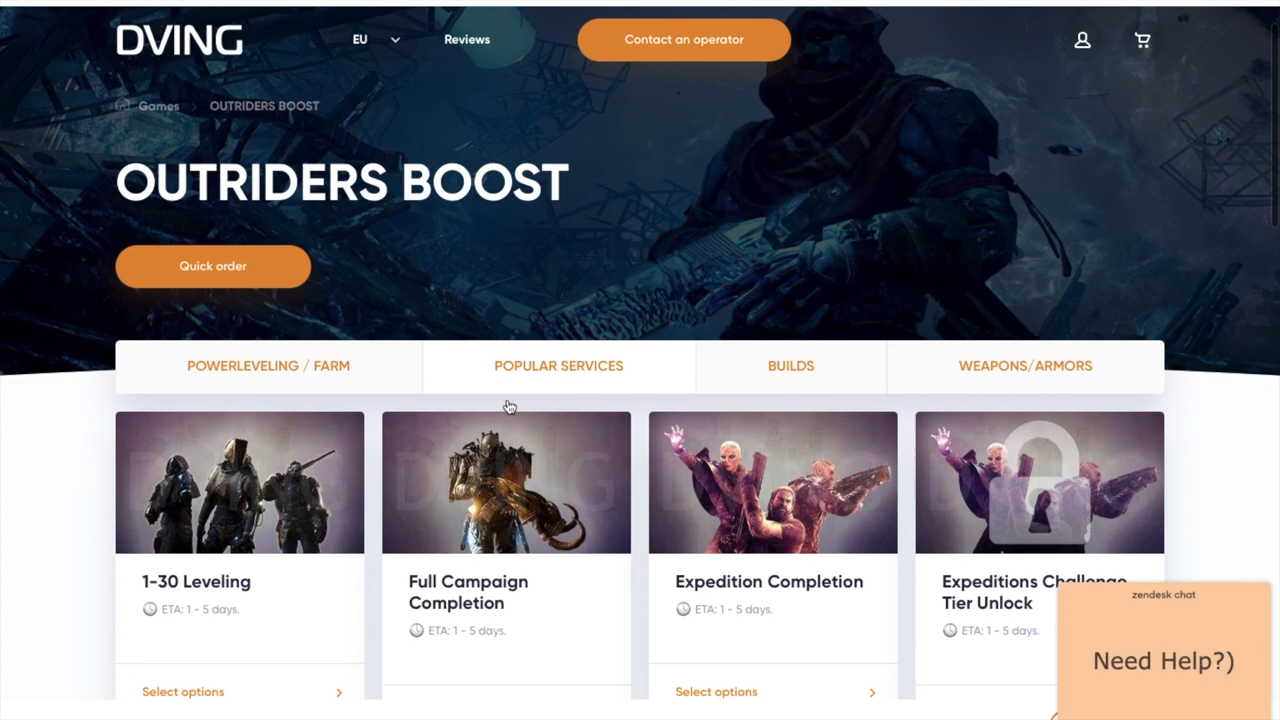 DVING
EU
Reviews
Contact an operator
Games
OUTRIDERS BOOST
OUTRIDERS BOOST
Quick order
POWERLEVELING / FARM
POPULAR SERVICES
BUILDS
WEAPONS/ARMORS
1-30 Leveling
ETA: 1 - 5 days.
Select options
Full Campaign
Completion
ETA: 1 - 5 days.
Expedition Completion
ETA: 1 - 5 days.
Select options
Expeditions Challenge
Tier Unlock
ETA: 1 - 5 days.
zendesk chat
Need Help?)